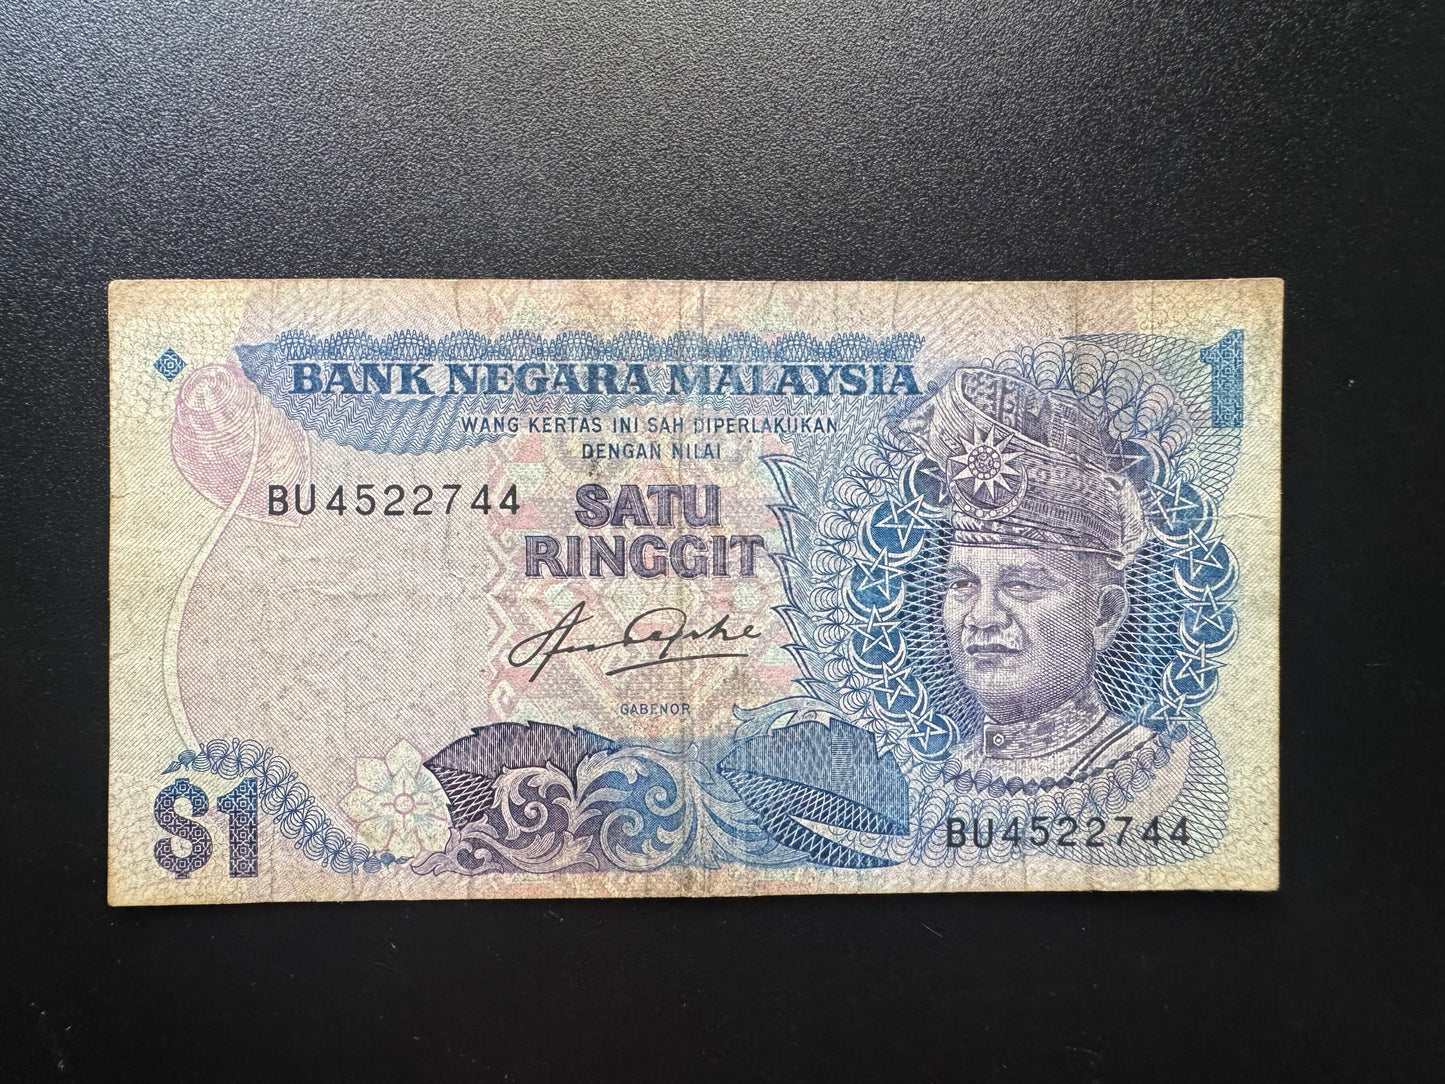 BANK NEGARA MALAYSIA
1
WANG KERTAS INI SAH DIPERLAKUKAN
DENGAN NILAI
BU4522744
SATU
RINGGIT
GABENOR
$1
BU4522744